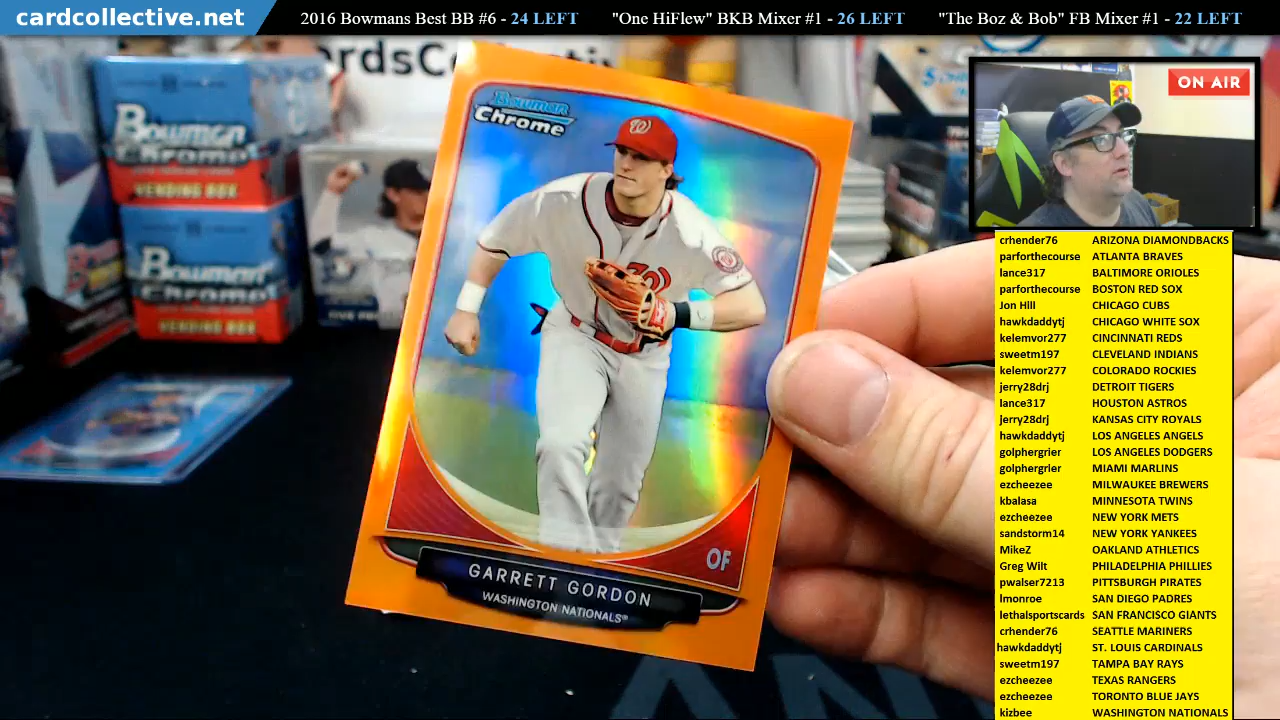 cardcollective.net
2016 Bowmans Best BB #6 - 24 LEFT "One HiFlew" BKB Mixer #1 - 26 LEFT "The Boz & Bob" FB Mixer #1 - 22 LEFT
ON AIR
Bowman
Chrome
VENDING BOX
Bowman
Chrome
VENDING BOX
Bowman
Chrome
W
OF
GARRETT GORDON
WASHINGTON NATIONALS®
crhender76 ARIZONA DIAMONDBACKS
parforthecourse ATLANTA BRAVES
lance317 BALTIMORE ORIOLES
parforthecourse BOSTON RED SOX
Jon Hill CHICAGO CUBS
hawkdaddytj CHICAGO WHITE SOX
kelemvor277 CINCINNATI REDS
sweetm197 CLEVELAND INDIANS
kelemvor277 COLORADO ROCKIES
jerry28drj DETROIT TIGERS
lance317 HOUSTON ASTROS
jerry28drj KANSAS CITY ROYALS
hawkdaddytj LOS ANGELES ANGELS
golphergrier LOS ANGELES DODGERS
golphergrier MIAMI MARLINS
ezcheezee MILWAUKEE BREWERS
kbalasa MINNESOTA TWINS
ezcheezee NEW YORK METS
sandstorm14 NEW YORK YANKEES
MikeZ OAKLAND ATHLETICS
Greg Wilt PHILADELPHIA PHILLIES
pwalser7213 PITTSBURGH PIRATES
lmonroe SAN DIEGO PADRES
lethalsportscards SAN FRANCISCO GIANTS
crhender76 SEATTLE MARINERS
hawkdaddytj ST. LOUIS CARDINALS
sweetm197 TAMPA BAY RAYS
ezcheezee TEXAS RANGERS
ezcheezee TORONTO BLUE JAYS
kizbee WASHINGTON NATIONALS